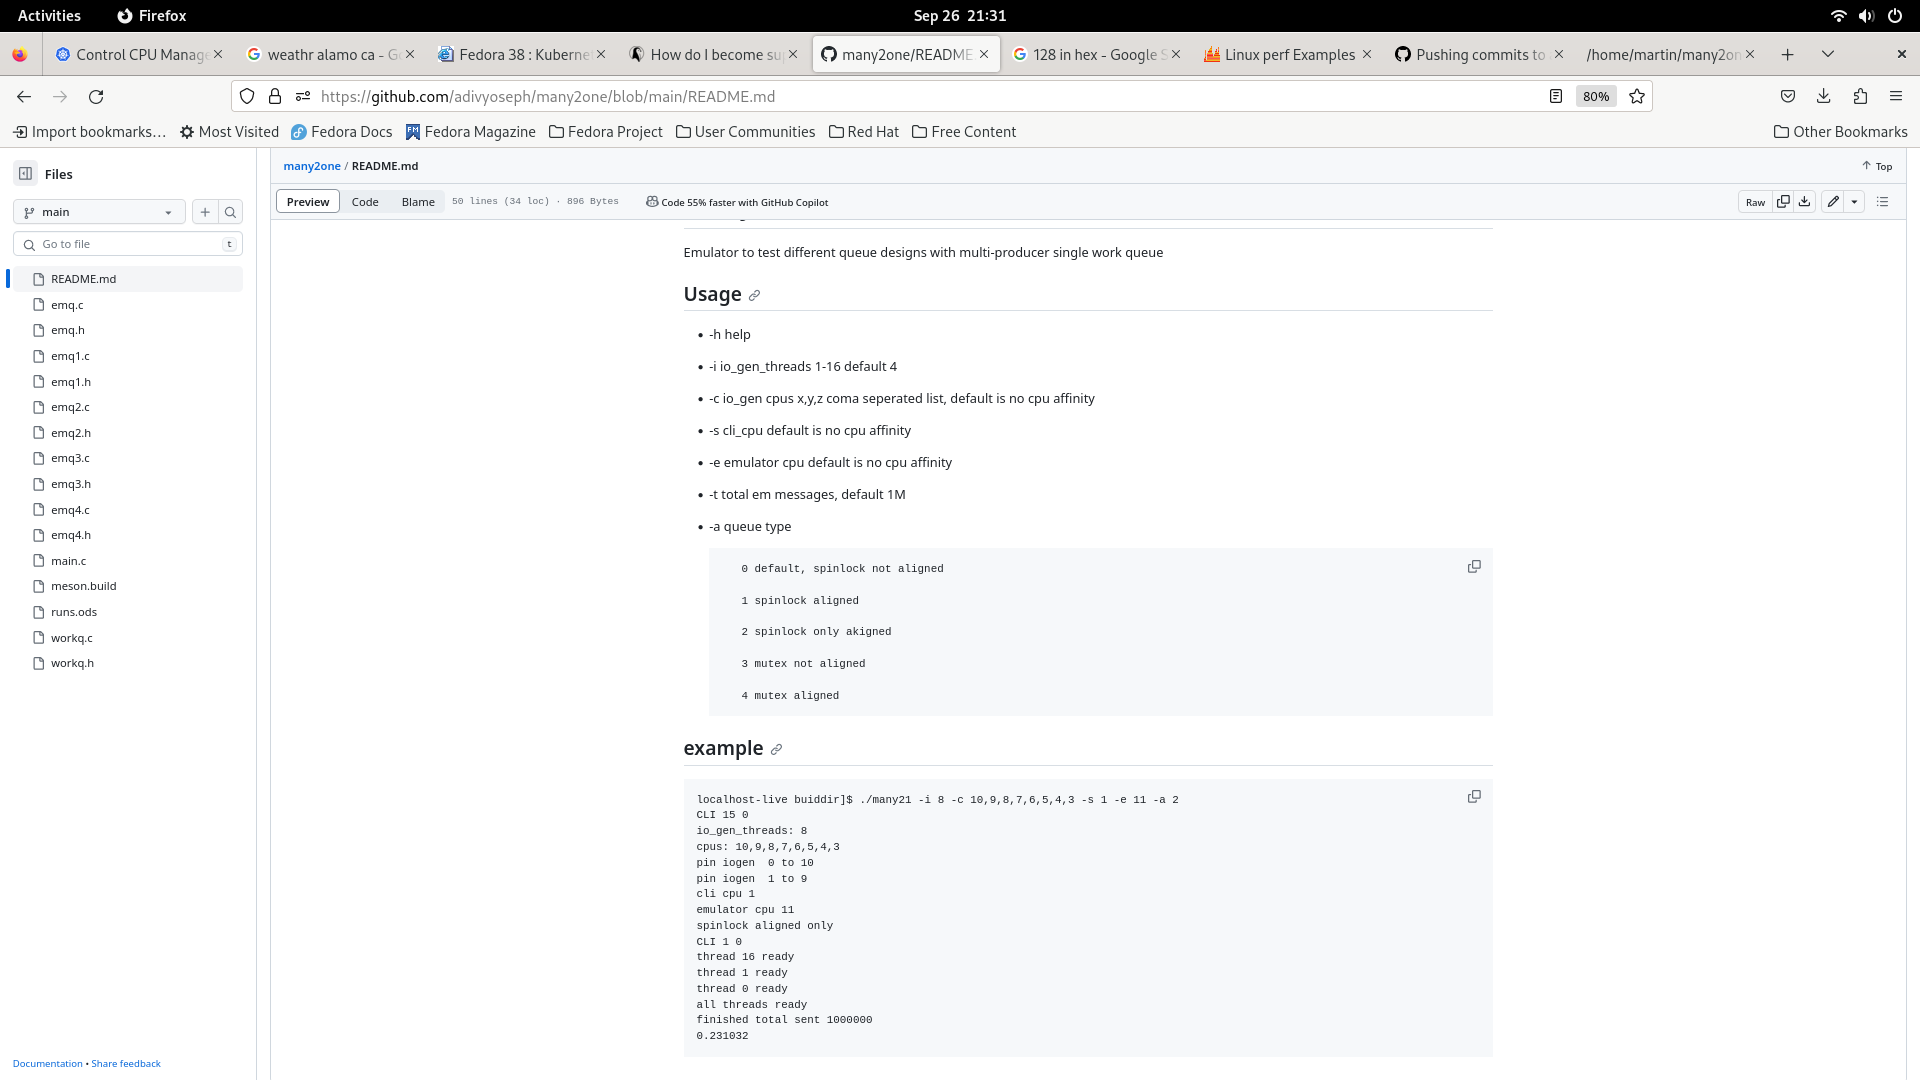 Activities Firefox Sep 26 21:31
Control CPU Manage weathr alamo ca - G Fedora 38 : Kuberne How do I become su many2one/README 128 in hex - Google S Linux perf Examples Pushing commits to /home/martin/many2on
https://github.com/adivyoseph/many2one/blob/main/README.md 80%
Import bookmarks… Most Visited Fedora Docs Fedora Magazine Fedora Project User Communities Red Hat Free Content Other Bookmarks
Files
main
Go to file t
README.md
emq.c
emq.h
emq1.c
emq1.h
emq2.c
emq2.h
emq3.c
emq3.h
emq4.c
emq4.h
main.c
meson.build
runs.ods
workq.c
workq.h
Documentation • Share feedback
many2one / README.md Top
Preview Code Blame 50 lines (34 loc) · 896 Bytes Code 55% faster with GitHub Copilot Raw
Emulator to test different queue designs with multi-producer single work queue
Usage
• -h help
• -i io_gen_threads 1-16 default 4
• -c io_gen cpus x,y,z coma seperated list, default is no cpu affinity
• -s cli_cpu default is no cpu affinity
• -e emulator cpu default is no cpu affinity
• -t total em messages, default 1M
• -a queue type
0 default, spinlock not aligned
1 spinlock aligned
2 spinlock only akigned
3 mutex not aligned
4 mutex aligned
example
localhost-live buiddir]$ ./many21 -i 8 -c 10,9,8,7,6,5,4,3 -s 1 -e 11 -a 2
CLI 15 0
io_gen_threads: 8
cpus: 10,9,8,7,6,5,4,3
pin iogen  0 to 10
pin iogen  1 to 9
cli cpu 1
emulator cpu 11
spinlock aligned only
CLI 1 0
thread 16 ready
thread 1 ready
thread 0 ready
all threads ready
finished total sent 1000000
0.231032